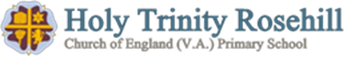 Holy Trinity Rosehill
Church of England (V.A.) Primary School